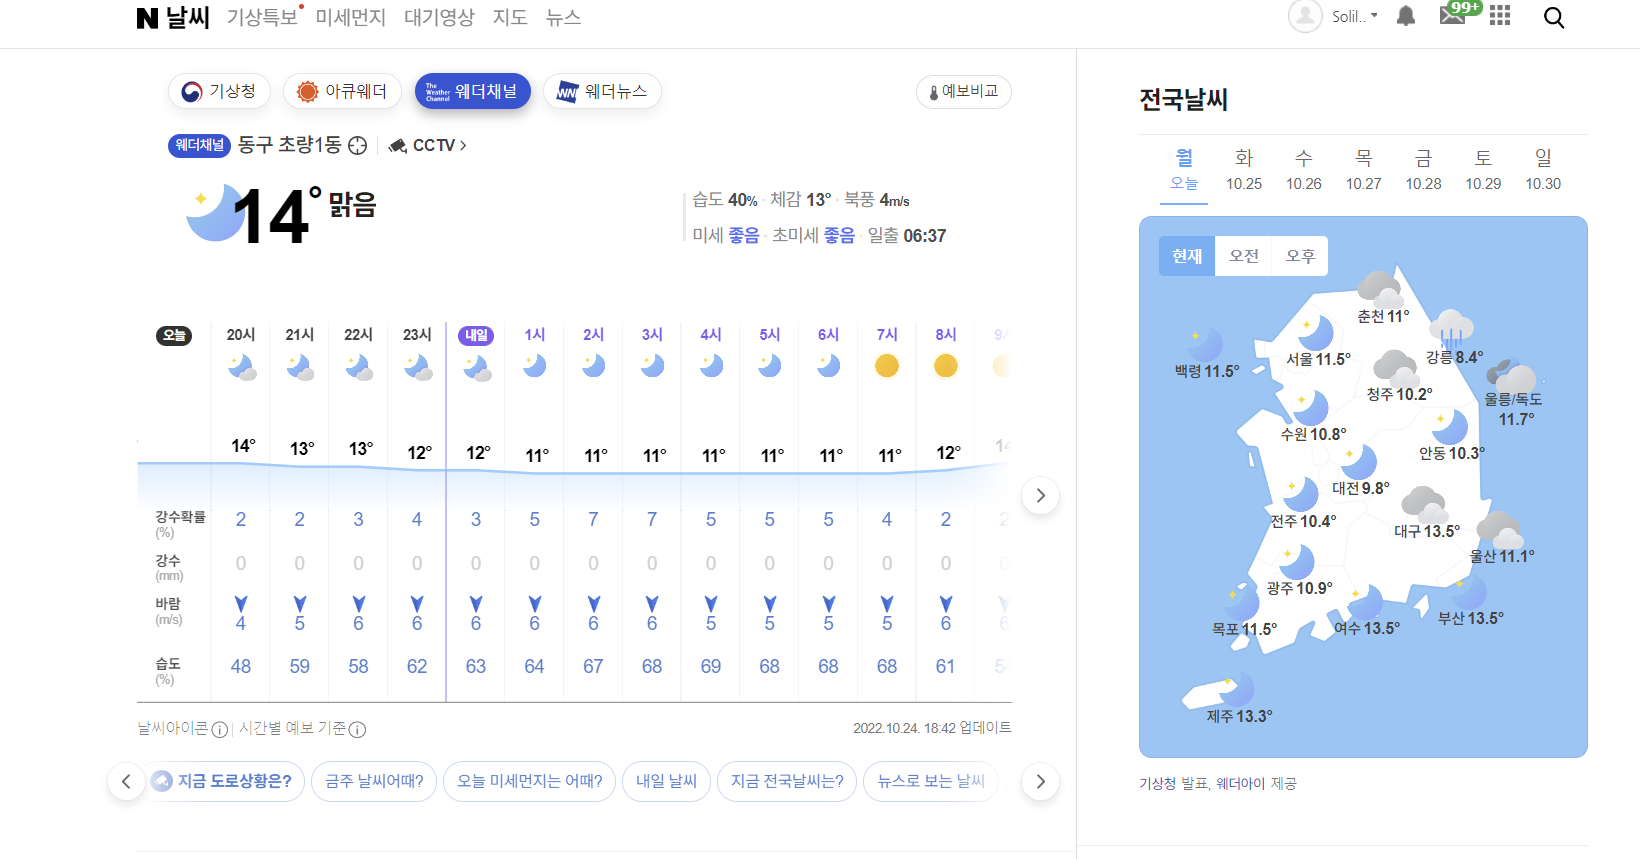 N 날씨 기상특보 미세먼지 대기영상 지도 뉴스
Solil.. 99+
기상청 아큐웨더 The Weather Channel 웨더채널 WN 웨더뉴스 예보비교
웨더채널 동구 초량1동 CCTV >
14° 맑음
습도 40% · 체감 13° · 북풍 4m/s
미세 좋음 · 초미세 좋음 · 일출 06:37
오늘 20시 21시 22시 23시 내일 1시 2시 3시 4시 5시 6시 7시 8시
14° 13° 13° 12° 12° 11° 11° 11° 11° 11° 11° 11° 12° 14
강수확률 (%) 2 2 3 4 3 5 7 7 5 5 5 4 2 2
강수 (mm) 0 0 0 0 0 0 0 0 0 0 0 0 0 0
바람 (m/s) 4 5 6 6 6 6 6 6 5 5 5 5 6 6
습도 (%) 48 59 58 62 63 64 67 68 69 68 68 68 61
날씨아이콘 시간별 예보 기준
2022.10.24. 18:42 업데이트
지금 도로상황은? 금주 날씨어때? 오늘 미세먼지는 어때? 내일 날씨 지금 전국날씨는? 뉴스로 보는 날씨
전국날씨
월 화 수 목 금 토 일
오늘 10.25 10.26 10.27 10.28 10.29 10.30
현재 오전 오후
춘천 11°
서울 11.5°
강릉 8.4°
백령 11.5°
청주 10.2°
울릉/독도
11.7°
수원 10.8°
안동 10.3°
대전 9.8°
전주 10.4°
대구 13.5°
울산 11.1°
광주 10.9°
목포 11.5°
여수 13.5°
부산 13.5°
제주 13.3°
기상청 발표, 웨더아이 제공